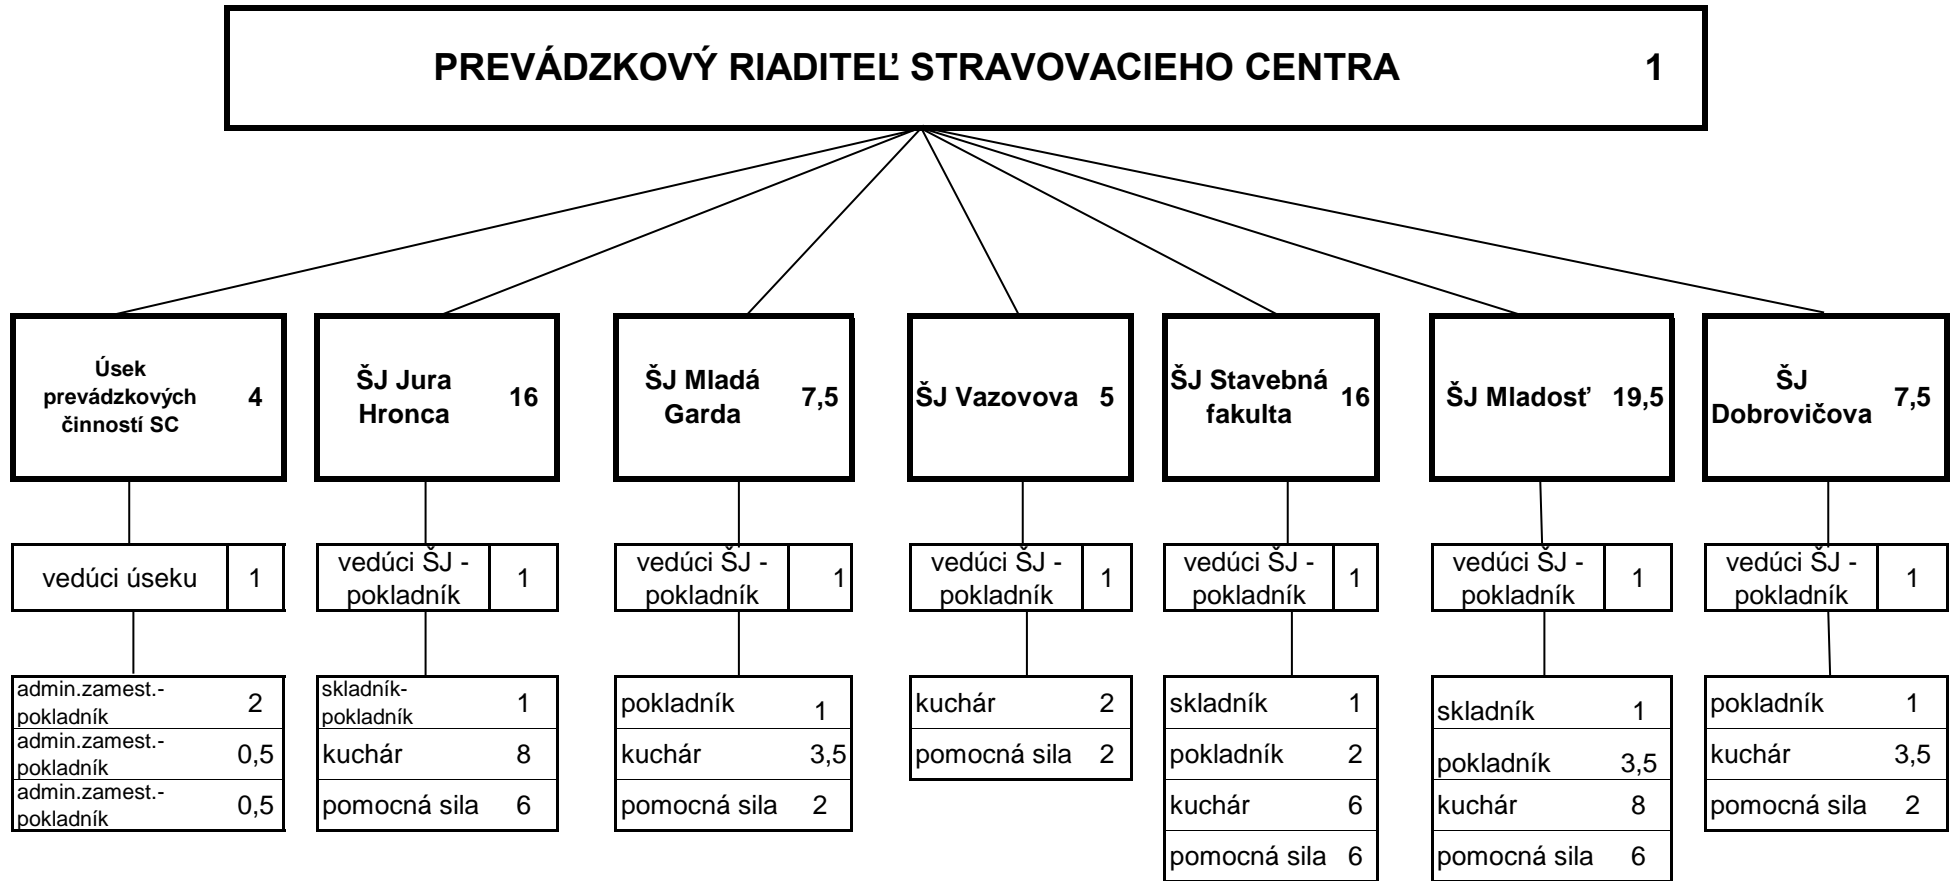 PREVÁDZKOVÝ RIADITEĽ STRAVOVACIEHO CENTRA 1
Úsek
prevádzkových 4
činností SC
ŠJ Jura
Hronca 16
ŠJ Mladá
Garda 7,5
ŠJ Vazovova 5
ŠJ Stavebná
fakulta 16
ŠJ Mladosť 19,5
ŠJ
Dobrovičova 7,5
vedúci úseku 1
vedúci ŠJ -
pokladník 1
vedúci ŠJ -
pokladník 1
vedúci ŠJ -
pokladník 1
vedúci ŠJ -
pokladník 1
vedúci ŠJ -
pokladník 1
vedúci ŠJ -
pokladník 1
admin.zamest.-
pokladník 2
admin.zamest.-
pokladník 0,5
admin.zamest.-
pokladník 0,5
skladník-
pokladník 1
kuchár 8
pomocná sila 6
pokladník 1
kuchár 3,5
pomocná sila 2
kuchár 2
pomocná sila 2
skladník 1
pokladník 2
kuchár 6
pomocná sila 6
skladník 1
pokladník 3,5
kuchár 8
pomocná sila 6
pokladník 1
kuchár 3,5
pomocná sila 2